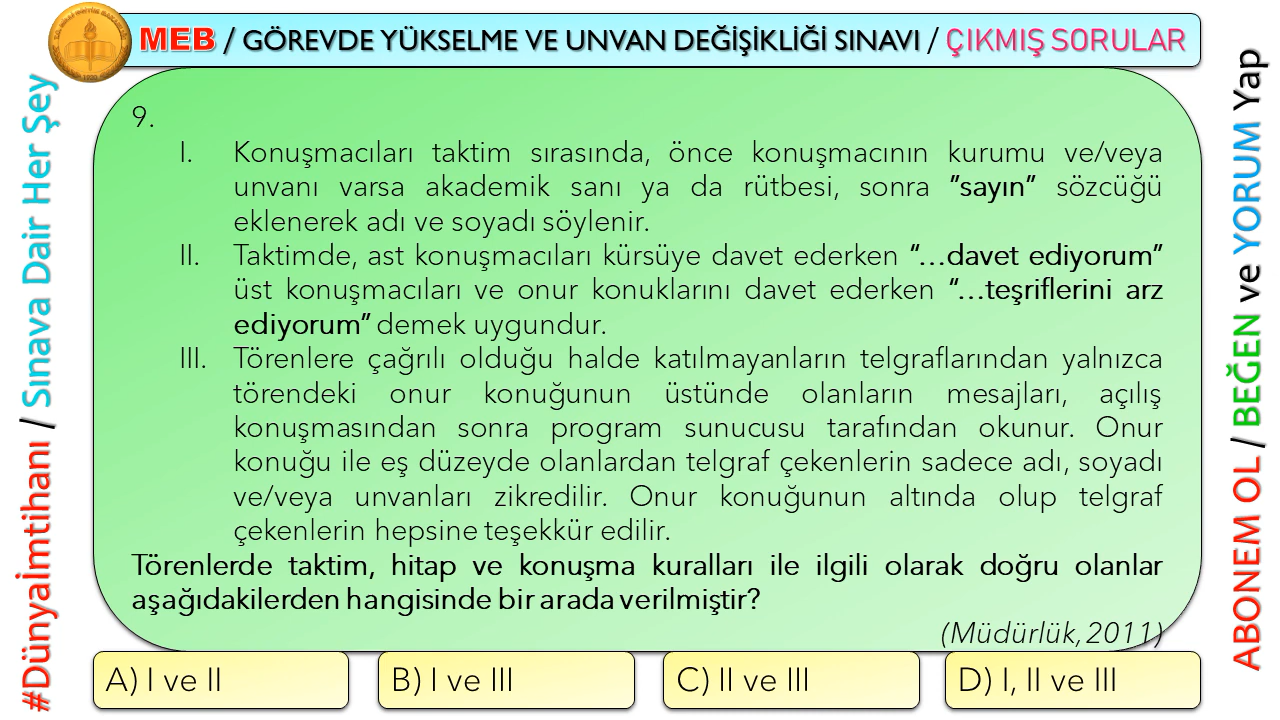 MEB / GÖREVDE YÜKSELME VE UNVAN DEĞİŞİKLİĞİ SINAVI / ÇIKMIŞ SORULAR
#Dünyaİmtihanı / Sınava Dair Her Şey
9.
I. Konuşmacıları taktim sırasında, önce konuşmacının kurumu ve/veya
unvanı varsa akademik sanı ya da rütbesi, sonra "sayın" sözcüğü
eklenerek adı ve soyadı söylenir.
II. Taktimde, ast konuşmacıları kürsüye davet ederken "…davet ediyorum"
üst konuşmacıları ve onur konuklarını davet ederken "…teşriflerini arz
ediyorum" demek uygundur.
III. Törenlere çağrılı olduğu halde katılmayanların telgraflarından yalnızca
törendeki onur konuğunun üstünde olanların mesajları, açılış
konuşmasından sonra program sunucusu tarafından okunur. Onur
konuğu ile eş düzeyde olanlardan telgraf çekenlerin sadece adı, soyadı
ve/veya unvanları zikredilir. Onur konuğunun altında olup telgraf
çekenlerin hepsine teşekkür edilir.
Törenlerde taktim, hitap ve konuşma kuralları ile ilgili olarak doğru olanlar
aşağıdakilerden hangisinde bir arada verilmiştir?
(Müdürlük, 2011)
A) I ve II
B) I ve III
C) II ve III
D) I, II ve III
ABONEM OL / BEĞEN ve YORUM Yap